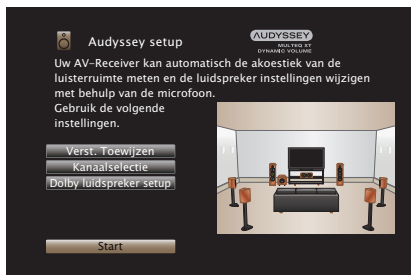 Audyssey setup
AUDYSSEY
MULTEQ XT
DYNAMIC VOLUME
Uw AV-Receiver kan automatisch de akoestiek van de
luisterruimte meten en de luidspreker instellingen wijzigen
met behulp van de microfoon.
Gebruik de volgende
instellingen.
Verst. Toewijzen
Kanaalselectie
Dolby luidspreker setup
Start